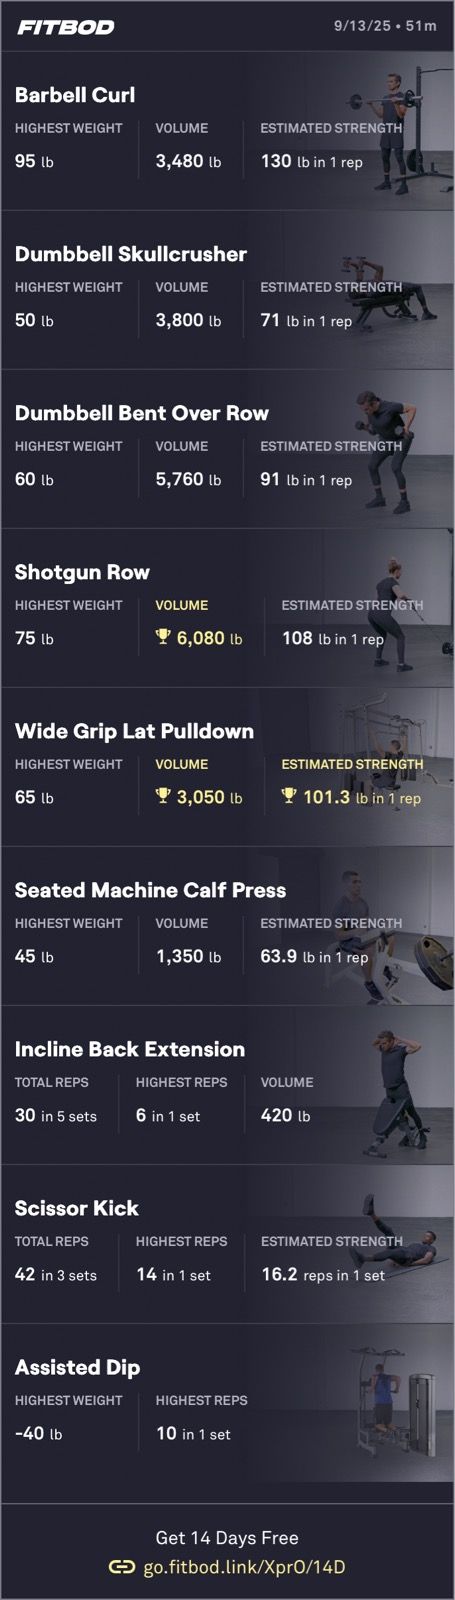 FITBOD
9/13/25 • 51m
Barbell Curl
HIGHEST WEIGHT VOLUME ESTIMATED STRENGTH
95 lb 3,480 lb 130 lb in 1 rep
Dumbbell Skullcrusher
HIGHEST WEIGHT VOLUME ESTIMATED STRENGTH
50 lb 3,800 lb 71 lb in 1 rep
Dumbbell Bent Over Row
HIGHEST WEIGHT VOLUME ESTIMATED STRENGTH
60 lb 5,760 lb 91 lb in 1 rep
Shotgun Row
HIGHEST WEIGHT VOLUME ESTIMATED STRENGTH
75 lb 6,080 lb 108 lb in 1 rep
Wide Grip Lat Pulldown
HIGHEST WEIGHT VOLUME ESTIMATED STRENGTH
65 lb 3,050 lb 101.3 lb in 1 rep
Seated Machine Calf Press
HIGHEST WEIGHT VOLUME ESTIMATED STRENGTH
45 lb 1,350 lb 63.9 lb in 1 rep
Incline Back Extension
TOTAL REPS HIGHEST REPS VOLUME
30 in 5 sets 6 in 1 set 420 lb
Scissor Kick
TOTAL REPS HIGHEST REPS ESTIMATED STRENGTH
42 in 3 sets 14 in 1 set 16.2 reps in 1 set
Assisted Dip
HIGHEST WEIGHT HIGHEST REPS
-40 lb 10 in 1 set
Get 14 Days Free
go.fitbod.link/XprO/14D